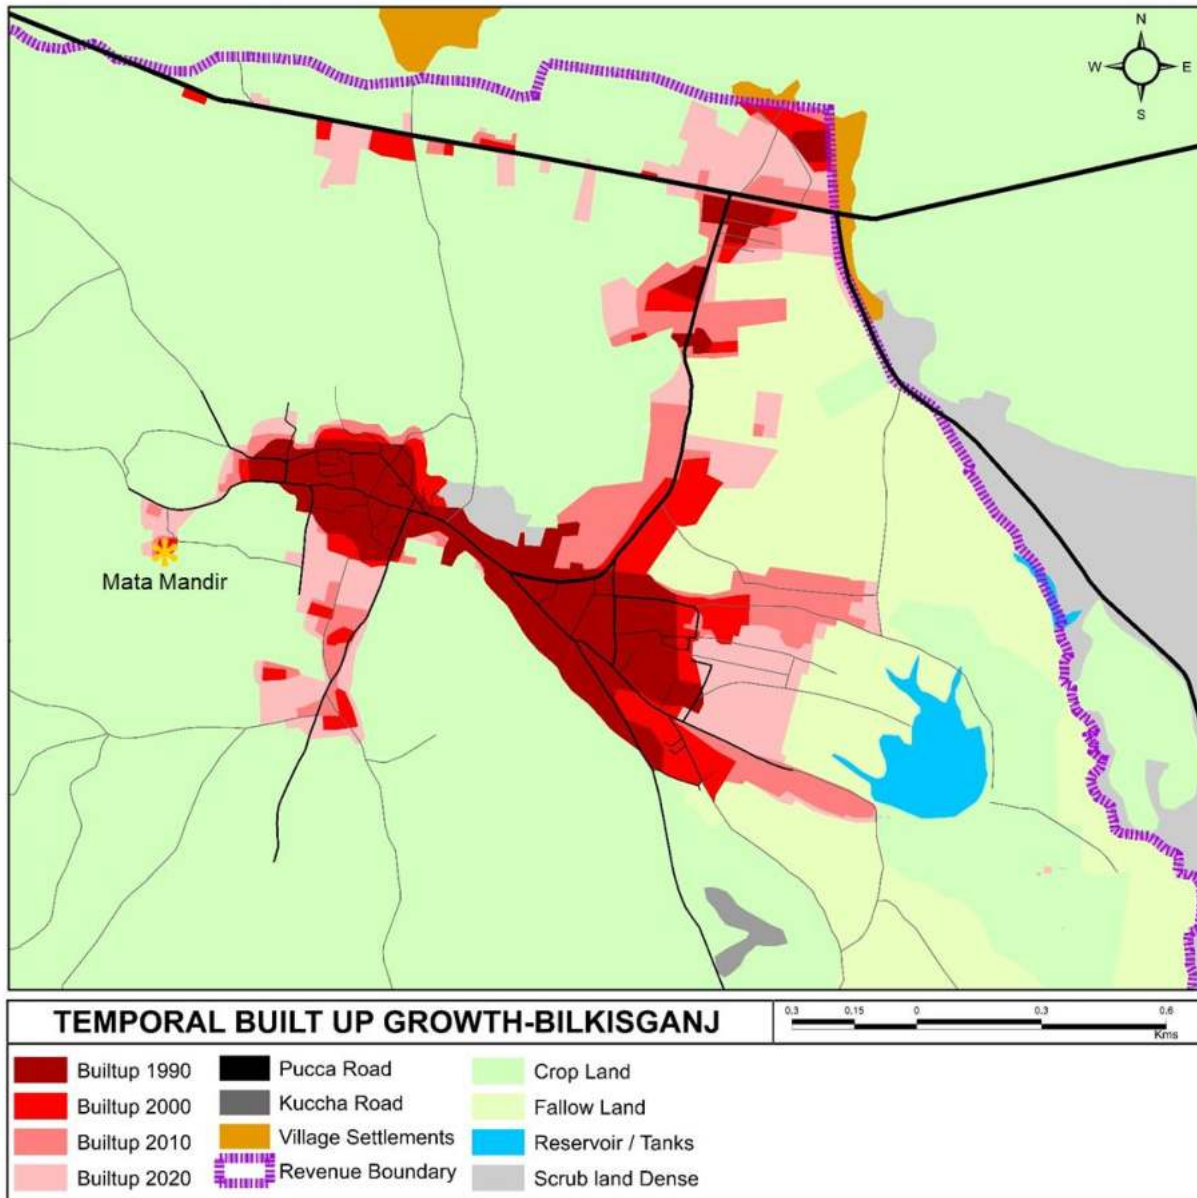 N
W E
S
Mata Mandir
TEMPORAL BUILT UP GROWTH-BILKISGANJ
0.3 0.15 0 0.3 0.6
Kms
Builtup 1990
Builtup 2000
Builtup 2010
Builtup 2020
Pucca Road
Kuccha Road
Village Settlements
Revenue Boundary
Crop Land
Fallow Land
Reservoir / Tanks
Scrub land Dense